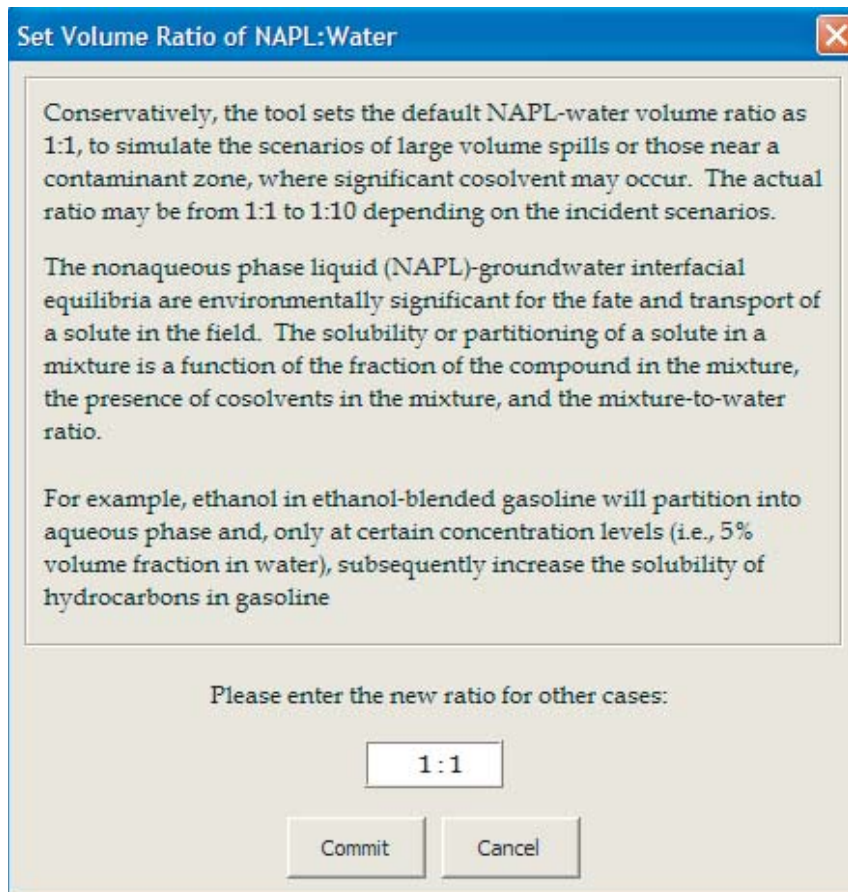 Set Volume Ratio of NAPL:Water
Conservatively, the tool sets the default NAPL-water volume ratio as
1:1, to simulate the scenarios of large volume spills or those near a
contaminant zone, where significant cosolvent may occur. The actual
ratio may be from 1:1 to 1:10 depending on the incident scenarios.
The nonaqueous phase liquid (NAPL)-groundwater interfacial
equilibria are environmentally significant for the fate and transport of
a solute in the field. The solubility or partitioning of a solute in a
mixture is a function of the fraction of the compound in the mixture,
the presence of cosolvents in the mixture, and the mixture-to-water
ratio.
For example, ethanol in ethanol-blended gasoline will partition into
aqueous phase and, only at certain concentration levels (i.e., 5%
volume fraction in water), subsequently increase the solubility of
hydrocarbons in gasoline
Please enter the new ratio for other cases:
1:1
Commit
Cancel